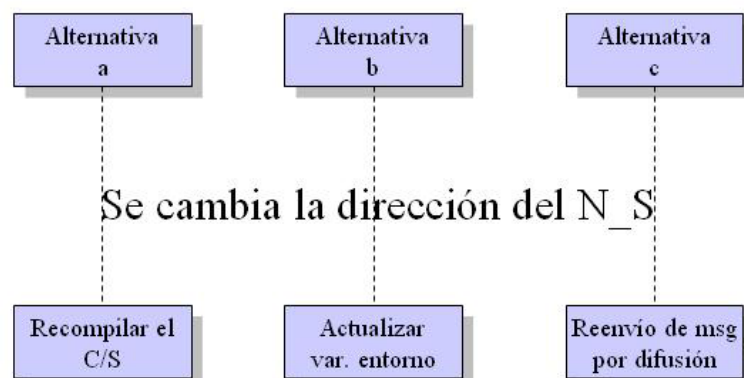 Alternativa
a
Alternativa
b
Alternativa
c
Se cambia la dirección del N_S
Recompilar el
C/S
Actualizar
var. entorno
Reenvío de msg
por difusión